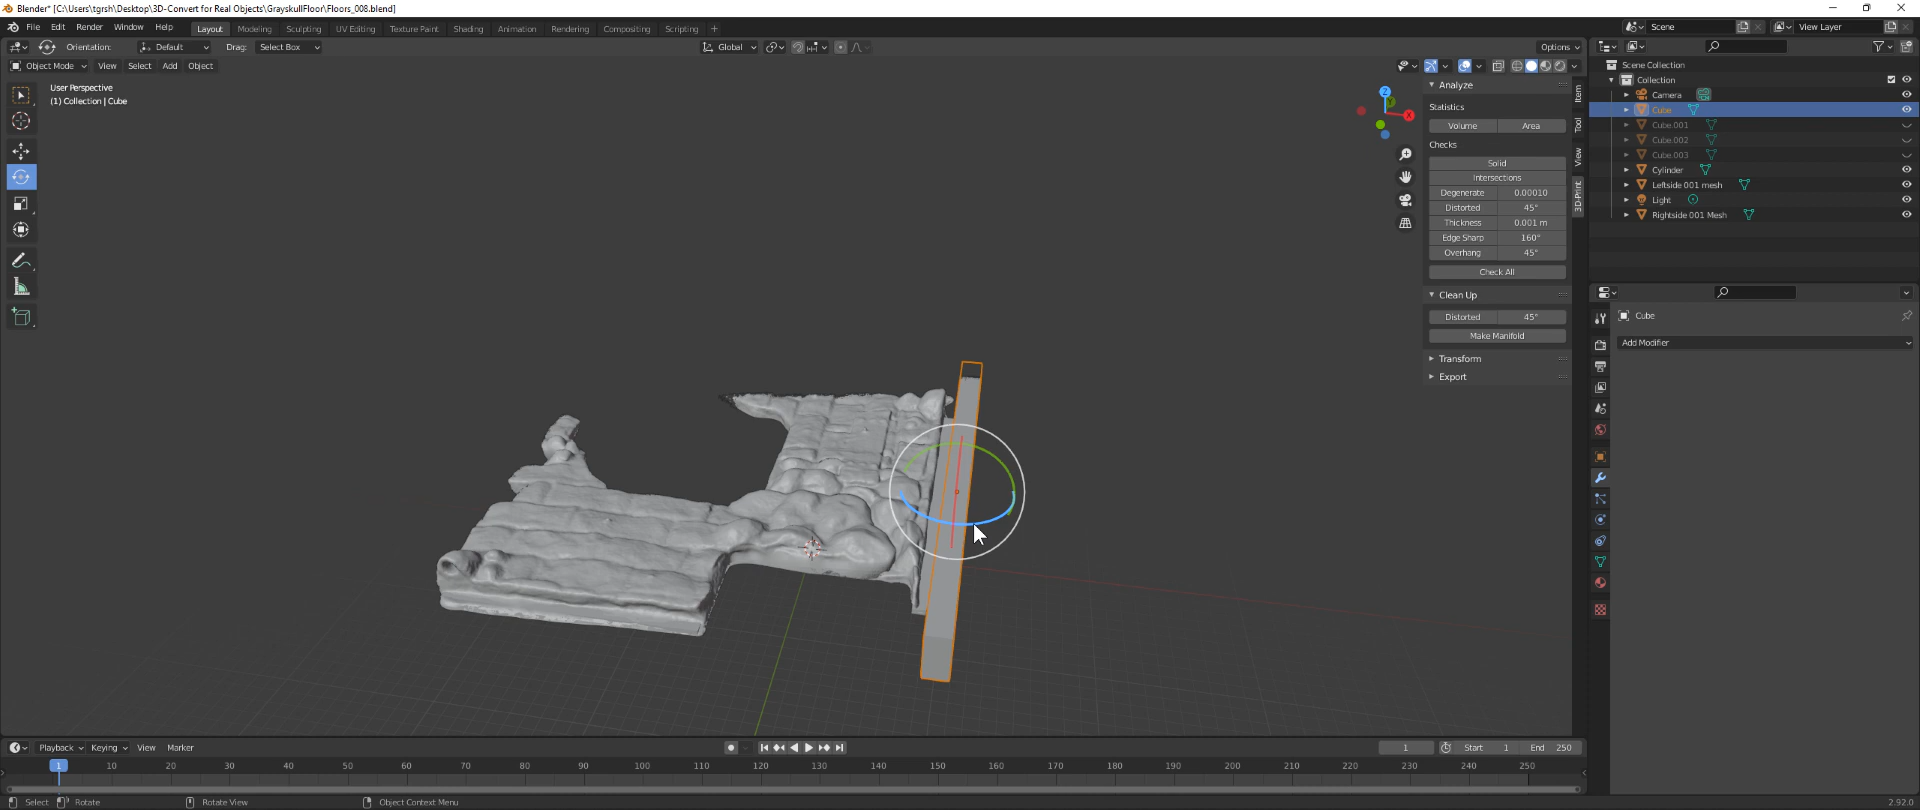 Blender* [C:\Users\tgrsh\Desktop\3D-Convert for Real Objects\GrayskullFloor\Floors_008.blend]
File Edit Render Window Help Layout Modeling Sculpting UV Editing Texture Paint Shading Animation Rendering Compositing Scripting + Scene View Layer
Orientation: Default Drag: Select Box Global Options
Object Mode View Select Add Object
User Perspective
(1) Collection | Cube
Z
Y
X
Analyze
Statistics
Volume Area
Checks
Solid
Intersections
Degenerate 0.00010
Distorted 45°
Thickness 0.001 m
Edge Sharp 160°
Overhang 45°
Check All
Clean Up
Distorted 45°
Make Manifold
Transform
Export
Item
Tool
View
3D-Print
Scene Collection
Collection
Camera
Cube
Cube.001
Cube.002
Cube.003
Cylinder
Leftside 001 mesh
Light
Rightside 001 Mesh
Cube
Add Modifier
Playback Keying View Marker 1 Start 1 End 250
1 10 20 30 40 50 60 70 80 90 100 110 120 130 140 150 160 170 180 190 200 210 220 230 240 250
Select Rotate Rotate View Object Context Menu 2.92.0